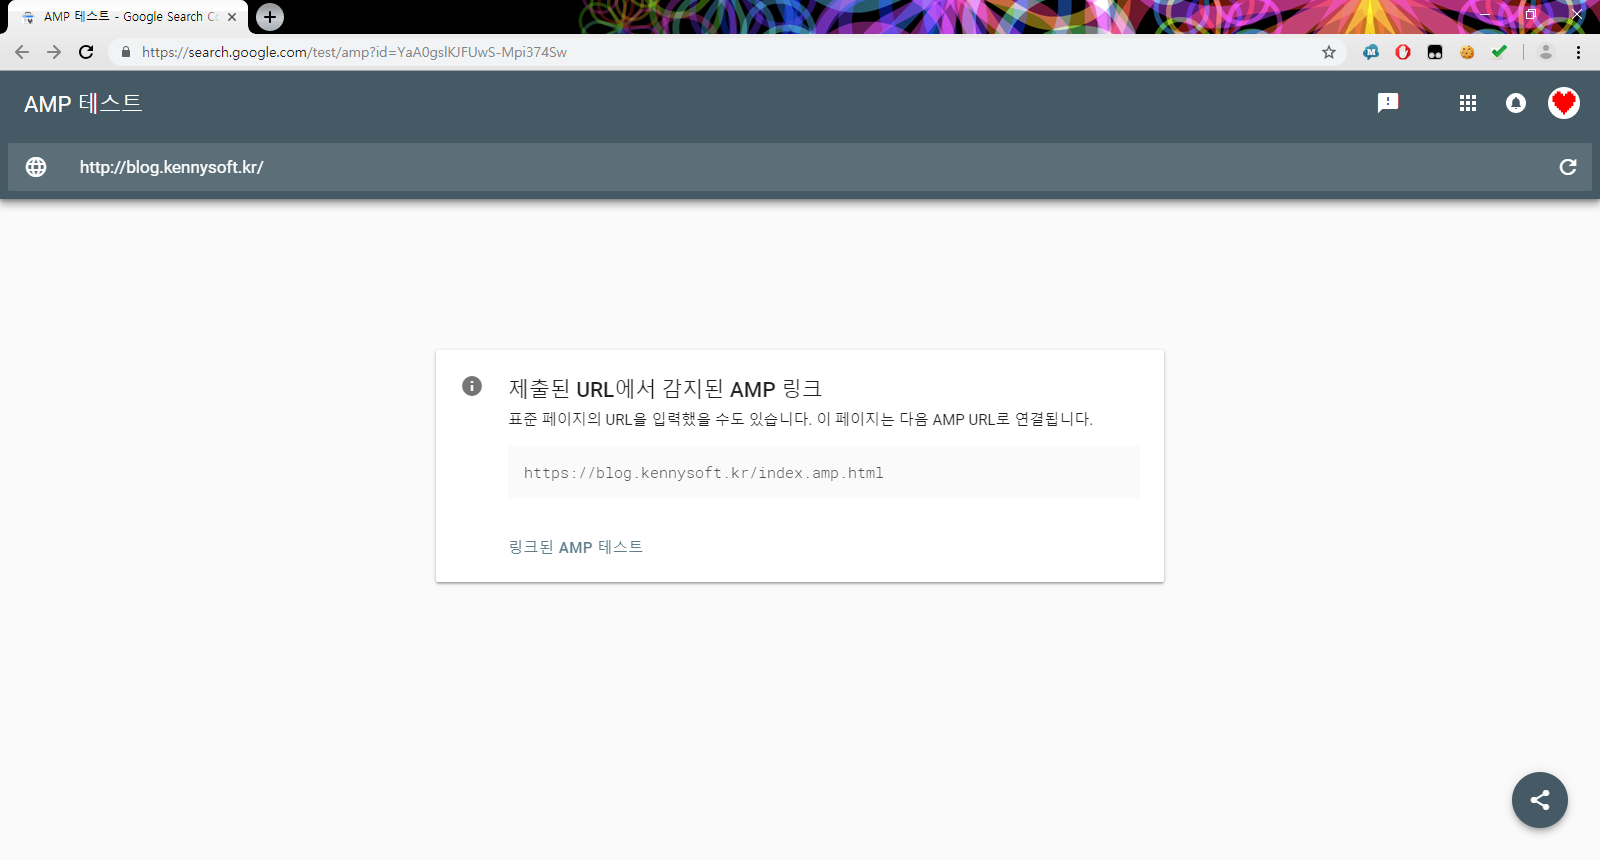 AMP 테스트 - Google Search Co
https://search.google.com/test/amp?id=YaA0gslKJFUwS-Mpi374Sw
AMP 테스트
http://blog.kennysoft.kr/
제출된 URL에서 감지된 AMP 링크
표준 페이지의 URL을 입력했을 수도 있습니다. 이 페이지는 다음 AMP URL로 연결됩니다.
https://blog.kennysoft.kr/index.amp.html
링크된 AMP 테스트